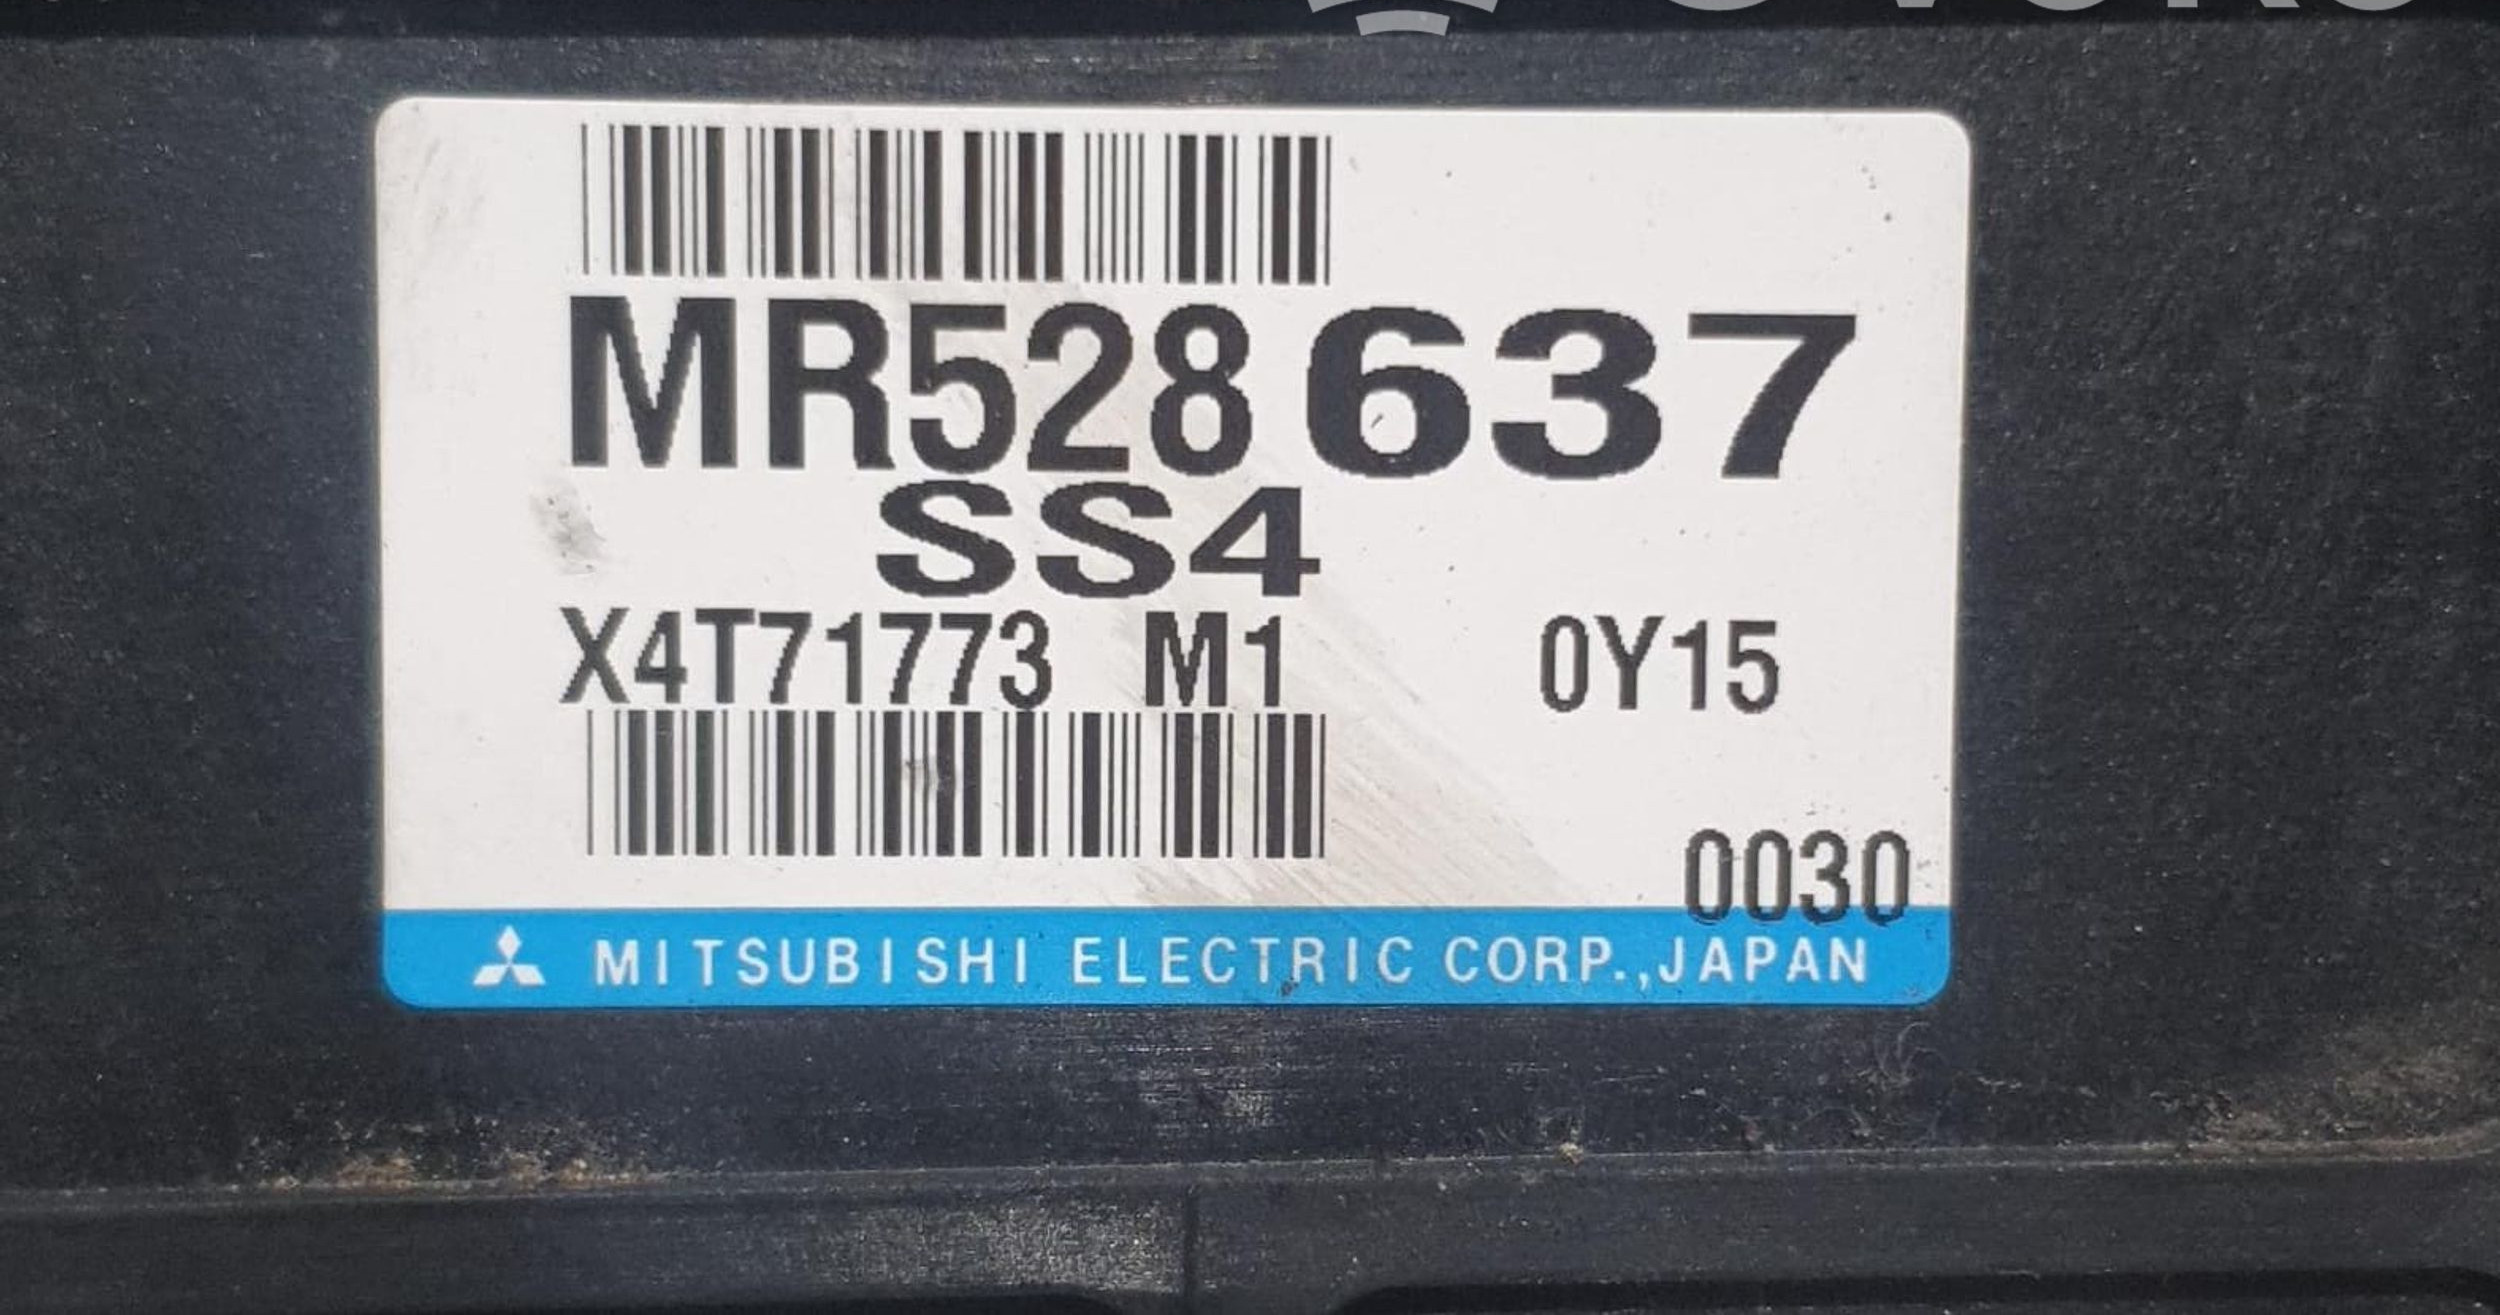 MR528637
SS4
X4T71773 M1 0Y15
0030
MITSUBISHI ELECTRIC CORP.,JAPAN